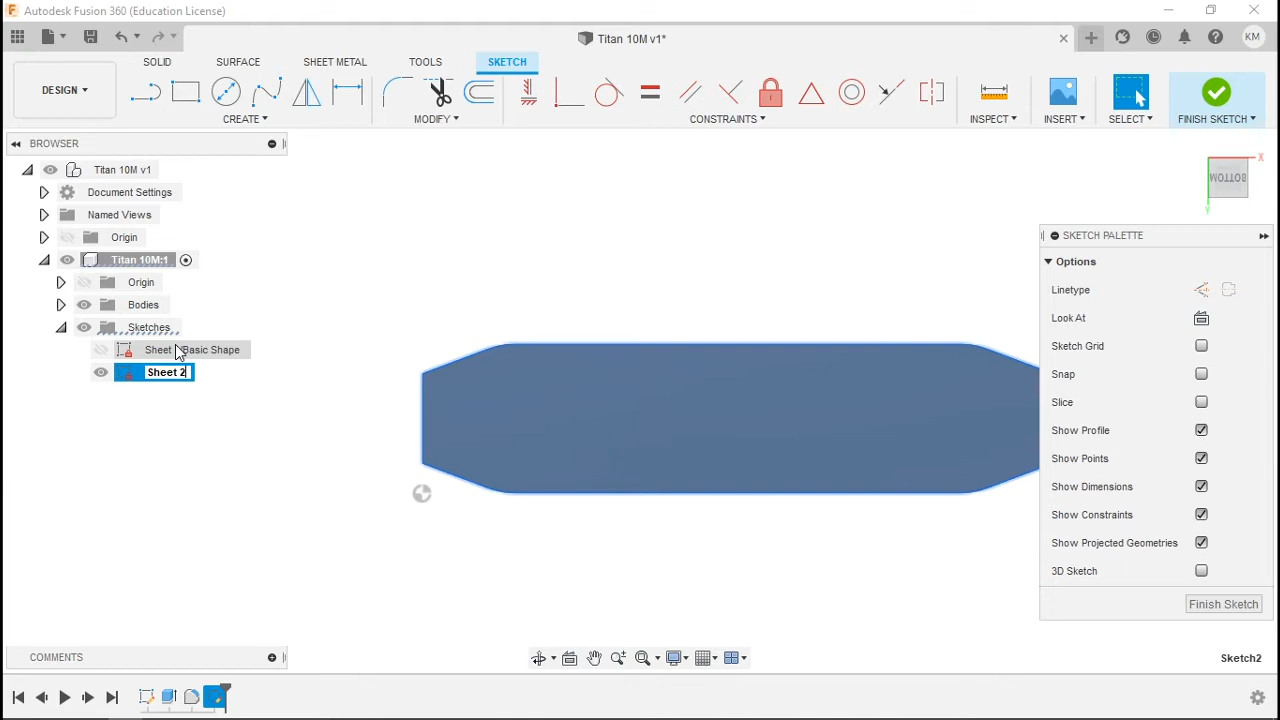 Autodesk Fusion 360 (Education License)
Titan 10M v1*
KM
DESIGN
SOLID
SURFACE
SHEET METAL
TOOLS
SKETCH
CREATE
MODIFY
CONSTRAINTS
INSPECT
INSERT
SELECT
FINISH SKETCH
BROWSER
Titan 10M v1
Document Settings
Named Views
Origin
Titan 10M:1
Origin
Bodies
Sketches
Sheet Basic Shape
Sheet 2
BOTTOM
X
Y
SKETCH PALETTE
Options
Linetype
Look At
Sketch Grid
Snap
Slice
Show Profile
Show Points
Show Dimensions
Show Constraints
Show Projected Geometries
3D Sketch
Finish Sketch
COMMENTS
Sketch2